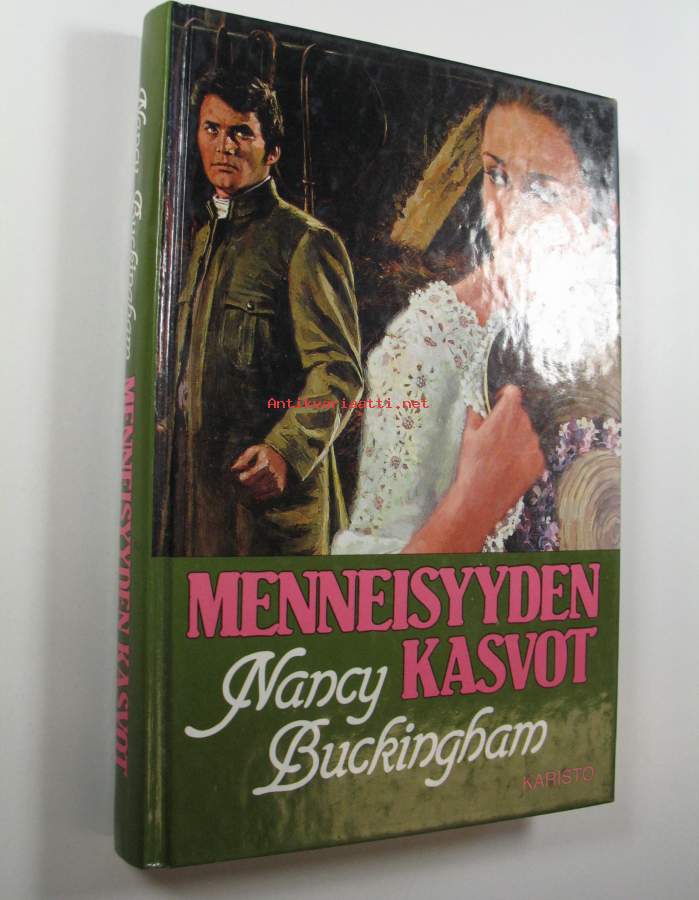 Nancy Buckingham MENNEISYYDEN KASVOT
Antikvariaatti.net
MENNEISYYDEN
KASVOT
Nancy
Buckingham
KARISTO